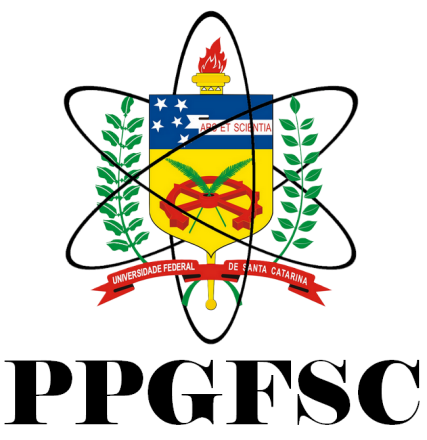 ARS ET SCIENTIA
UNIVERSIDADE FEDERAL DE SANTA CATARINA
PPGFSC